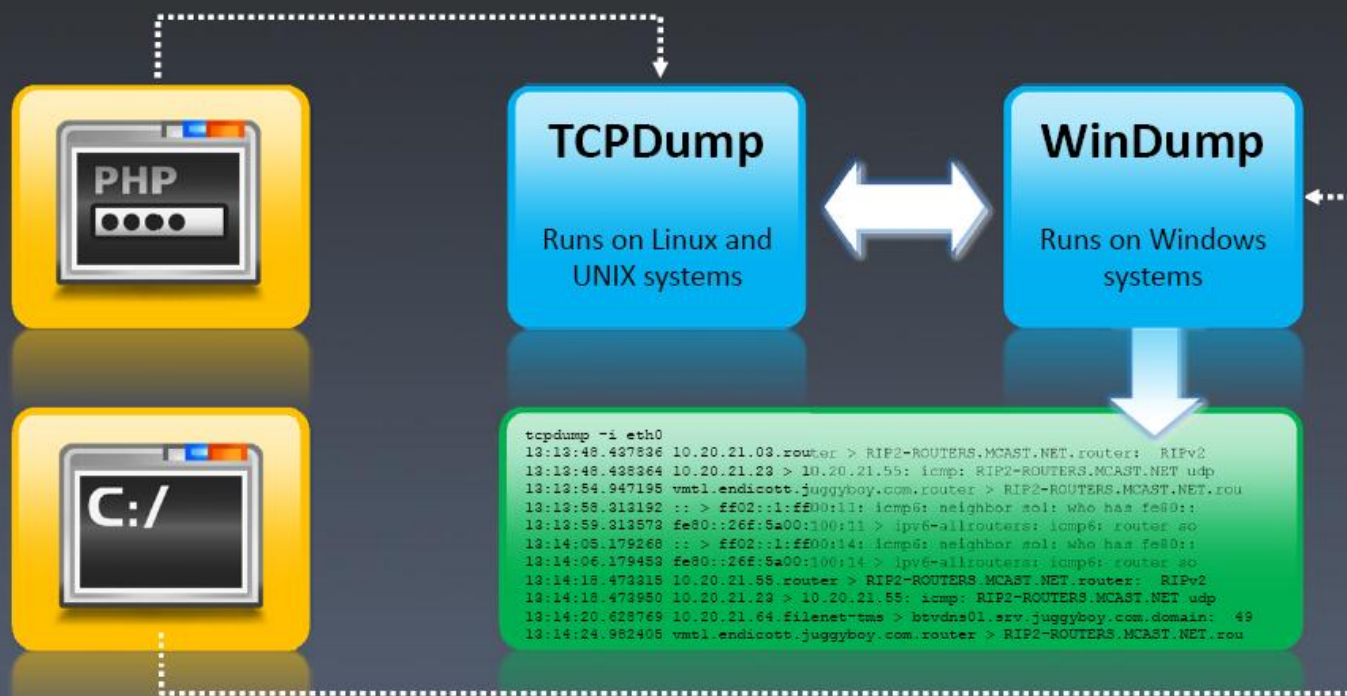 PHP
TCPDump
Runs on Linux and
UNIX systems
WinDump
Runs on Windows
systems
C:/
tcpdump -i eth0
13:13:48.437836 10.20.21.03.router > RIP2-ROUTERS.MCAST.NET.router: RIPv2
13:13:48.438364 10.20.21.23 > 10.20.21.55: icmp: RIP2-ROUTERS.MCAST.NET udp
13:13:54.947195 vmt1.endicott.juggyboy.com.router > RIP2-ROUTERS.MCAST.NET.rou
13:13:58.313192 :: > ff02::1:ff00:11: icmp6: neighbor sol: who has fe80::
13:13:59.313573 fe80::26f:5a00:100:11 > ipv6-allrouters: icmp6: router so
13:14:05.179268 :: > ff02::1:ff00:14: icmp6: neighbor sol: who has fe80::
13:14:06.179453 fe80::26f:5a00:100:14 > ipv6-allrouters: icmp6: router so
13:14:18.473315 10.20.21.55.router > RIP2-ROUTERS.MCAST.NET.router: RIPv2
13:14:18.473950 10.20.21.23 > 10.20.21.55: icmp: RIP2-ROUTERS.MCAST.NET udp
13:14:20.628769 10.20.21.64.filenet-tms > btvdns01.srv.juggyboy.com.domain: 49
13:14:24.982405 vmt1.endicott.juggyboy.com.router > RIP2-ROUTERS.MCAST.NET.rou